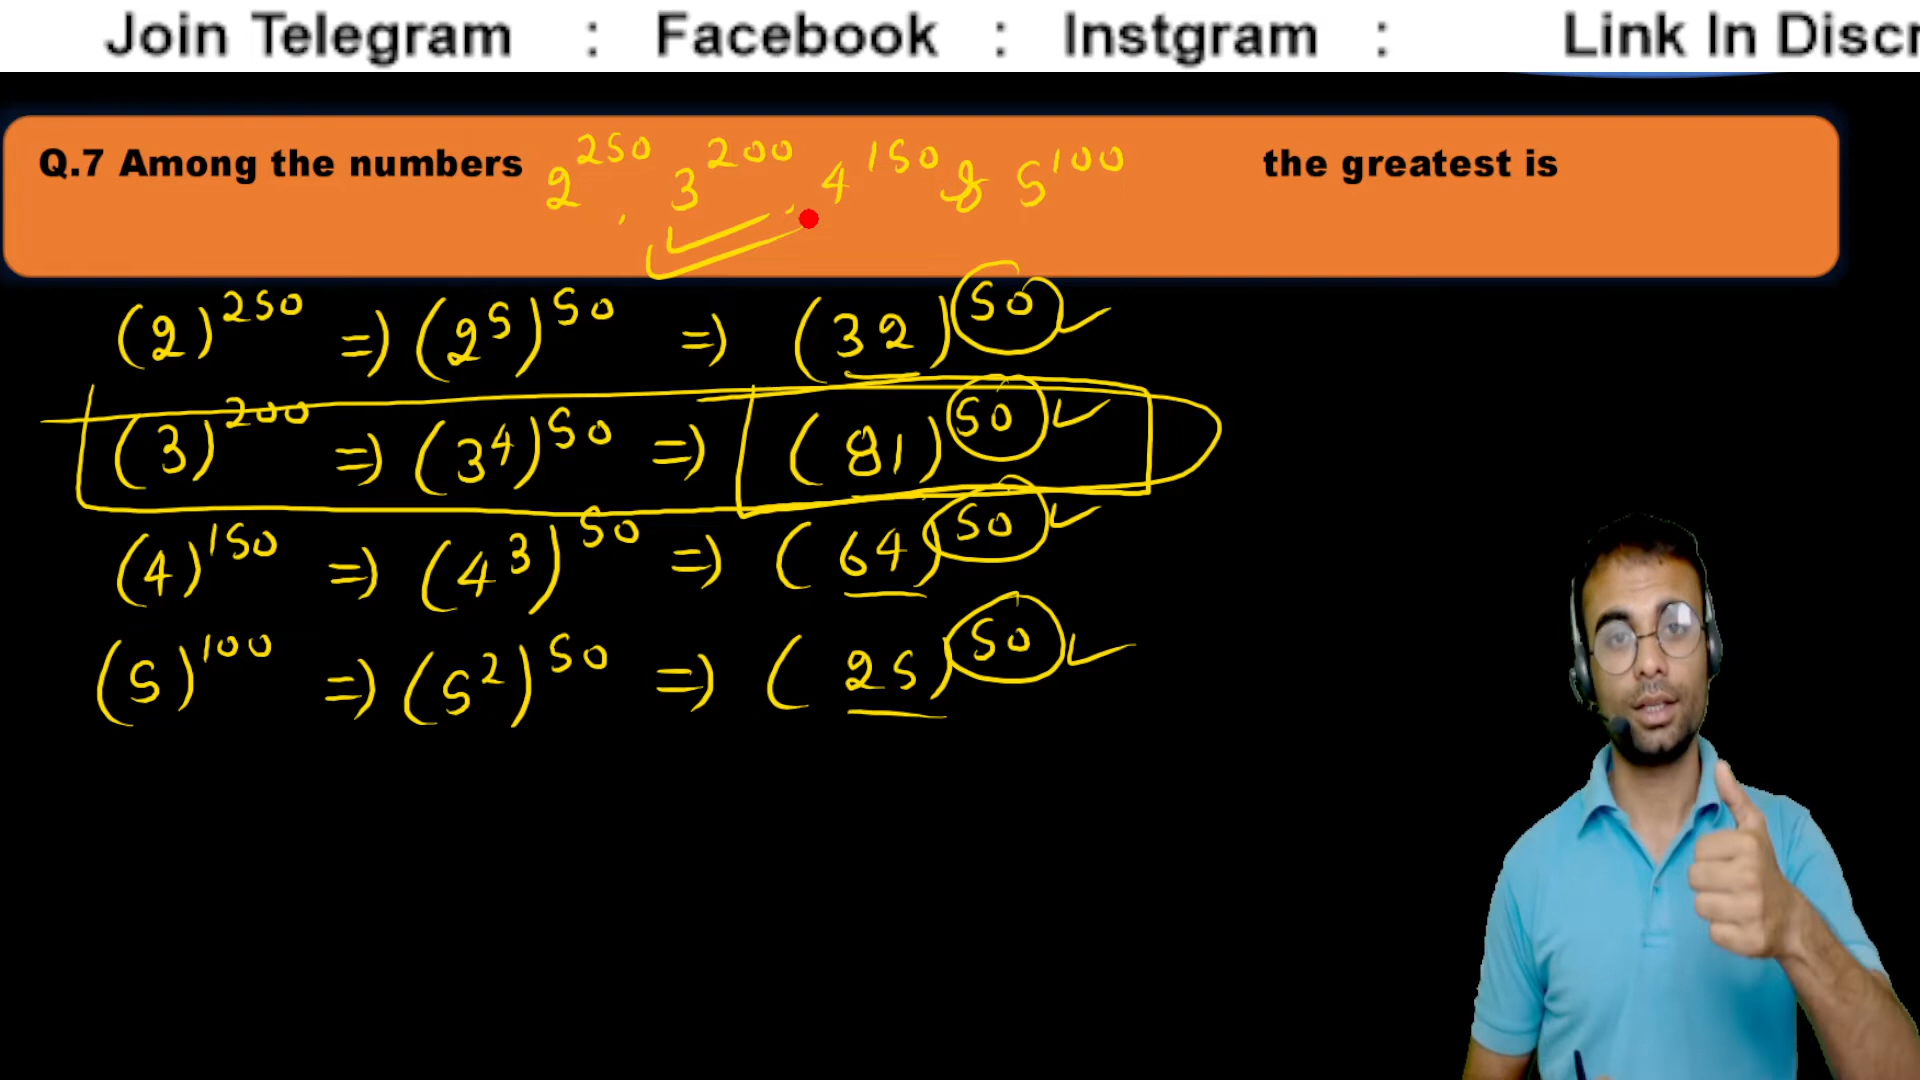 Join Telegram : Facebook : Instgram : Link In Discr
Q.7 Among the numbers 2^250, 3^200, 4^150 & 5^100 the greatest is
(2)^250 => (2^5)^50 => (32)^50 ✓
(3)^200 => (3^4)^50 => (81)^50 ✓
(4)^150 => (4^3)^50 => (64)^50 ✓
(5)^100 => (5^2)^50 => (25)^50 ✓